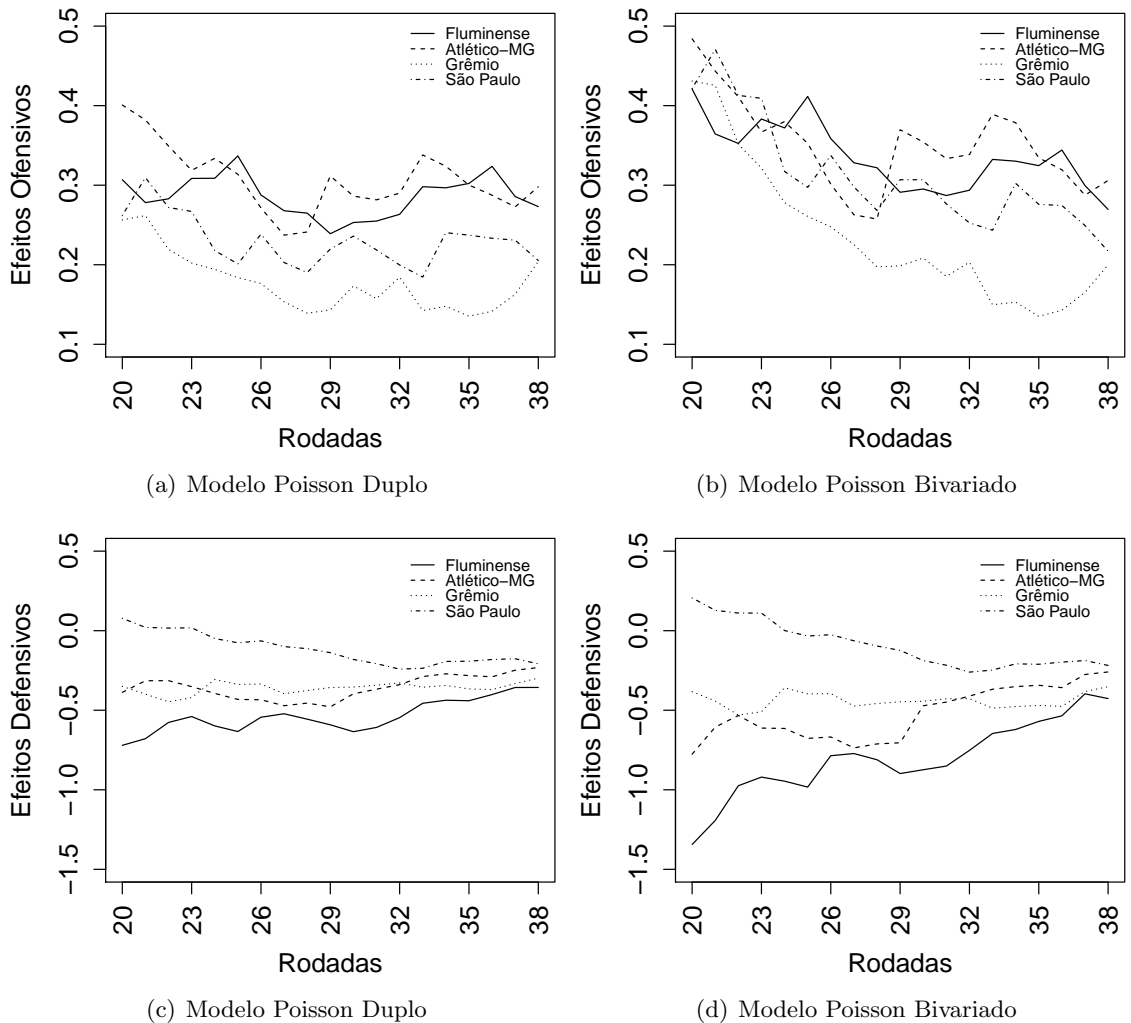 Efeitos Ofensivos
0.1 0.2 0.3 0.4 0.5
Fluminense
Atlético−MG
Grêmio
São Paulo
20 23 26 29 32 35 38
Rodadas
(a) Modelo Poisson Duplo
Efeitos Ofensivos
0.1 0.2 0.3 0.4 0.5
Fluminense
Atlético−MG
Grêmio
São Paulo
20 23 26 29 32 35 38
Rodadas
(b) Modelo Poisson Bivariado
Efeitos Defensivos
−1.5 −1.0 −0.5 0.0 0.5
Fluminense
Atlético−MG
Grêmio
São Paulo
20 23 26 29 32 35 38
Rodadas
(c) Modelo Poisson Duplo
Efeitos Defensivos
−1.5 −1.0 −0.5 0.0 0.5
Fluminense
Atlético−MG
Grêmio
São Paulo
20 23 26 29 32 35 38
Rodadas
(d) Modelo Poisson Bivariado